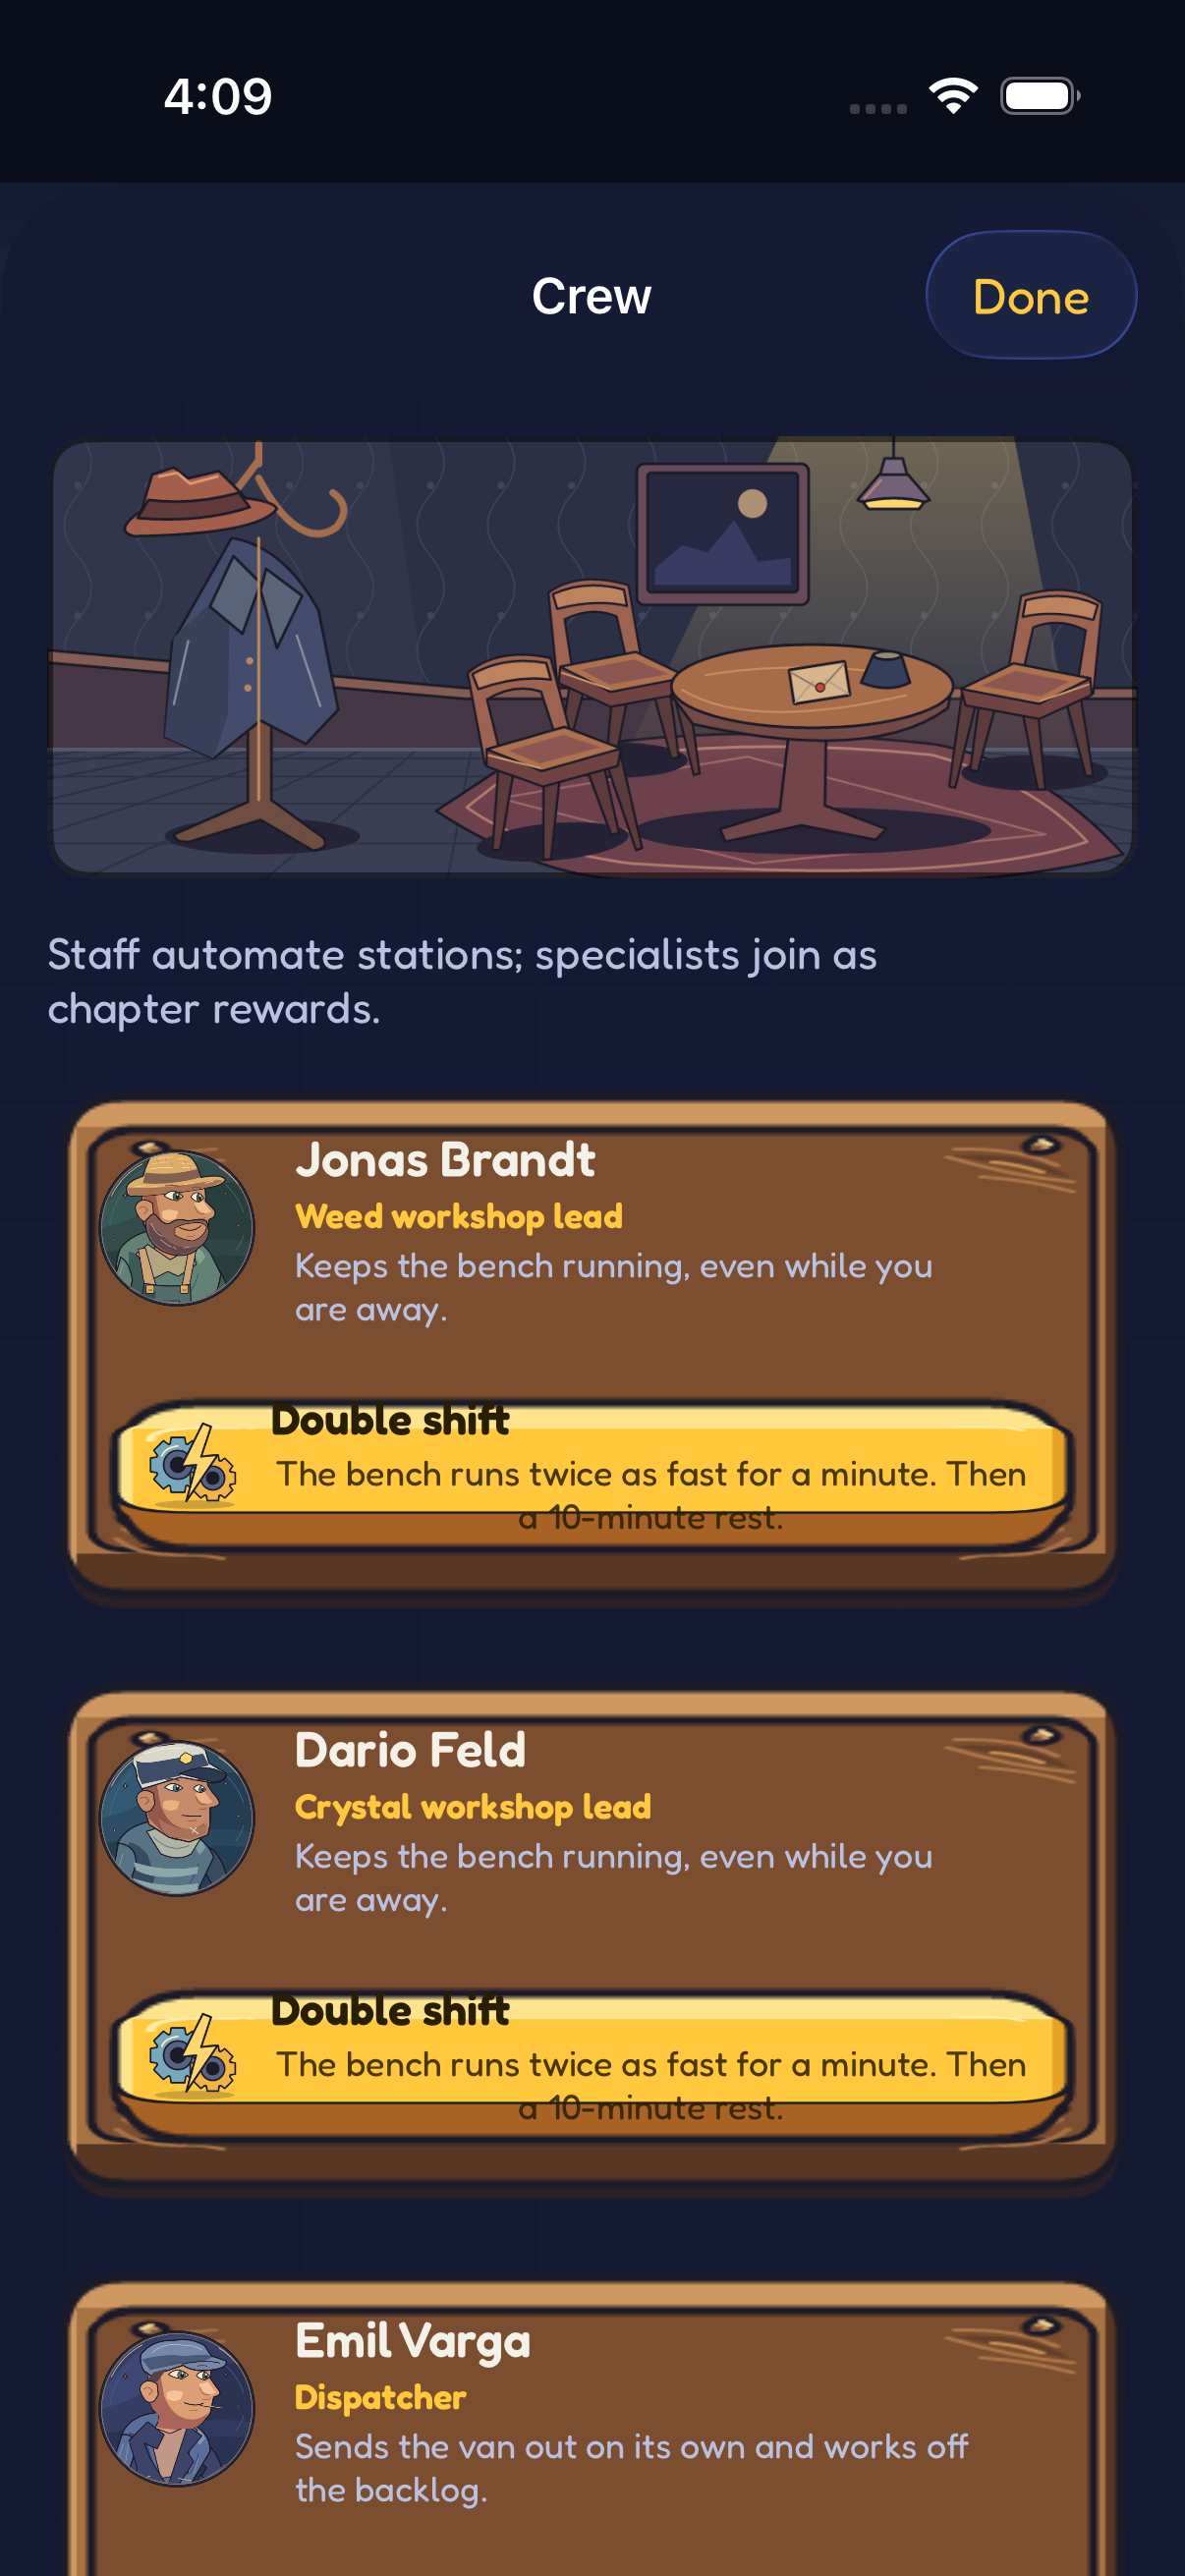 4:09
Crew
Done
Staff automate stations; specialists join as
chapter rewards.
Jonas Brandt
Weed workshop lead
Keeps the bench running, even while you
are away.
Double shift
The bench runs twice as fast for a minute. Then
a 10-minute rest.
Dario Feld
Crystal workshop lead
Keeps the bench running, even while you
are away.
Double shift
The bench runs twice as fast for a minute. Then
a 10-minute rest.
Emil Varga
Dispatcher
Sends the van out on its own and works off
the backlog.